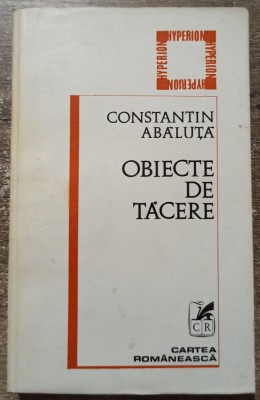 HYPERION
HYPERION
HYPERION
HYPERION
CONSTANTIN
ABĂLUȚĂ
OBIECTE
DE
TĂCERE
CR
CARTEA
ROMÂNEASCĂ